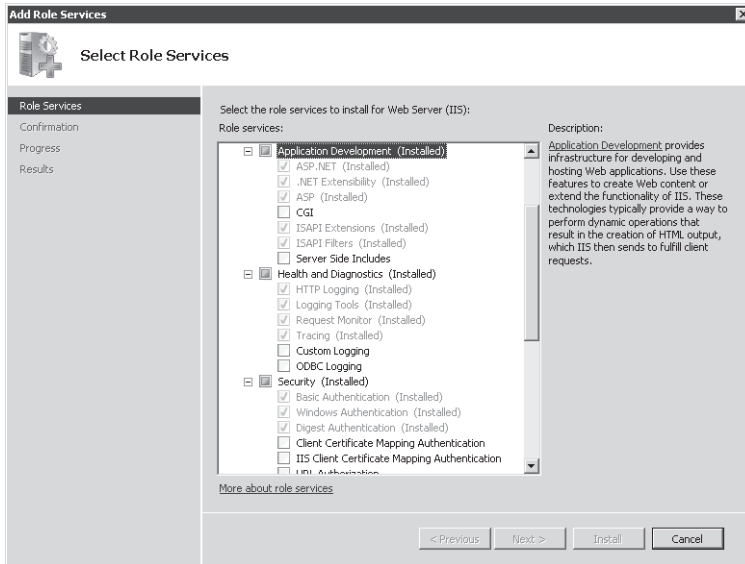 Add Role Services
Select Role Services
Role Services
Confirmation
Progress
Results
Select the role services to install for Web Server (IIS):
Role services:
Application Development (Installed)
ASP.NET (Installed)
.NET Extensibility (Installed)
ASP (Installed)
CGI
ISAPI Extensions (Installed)
ISAPI Filters (Installed)
Server Side Includes
Health and Diagnostics (Installed)
HTTP Logging (Installed)
Logging Tools (Installed)
Request Monitor (Installed)
Tracing (Installed)
Custom Logging
ODBC Logging
Security (Installed)
Basic Authentication (Installed)
Windows Authentication (Installed)
Digest Authentication (Installed)
Client Certificate Mapping Authentication
IIS Client Certificate Mapping Authentication
URL Authorization
More about role services
Description:
Application Development provides
infrastructure for developing and
hosting Web applications. Use these
features to create Web content or
extend the functionality of IIS. These
technologies typically provide a way to
perform dynamic operations that
result in the creation of HTML output,
which IIS then sends to fulfill client
requests.
< Previous
Next >
Install
Cancel